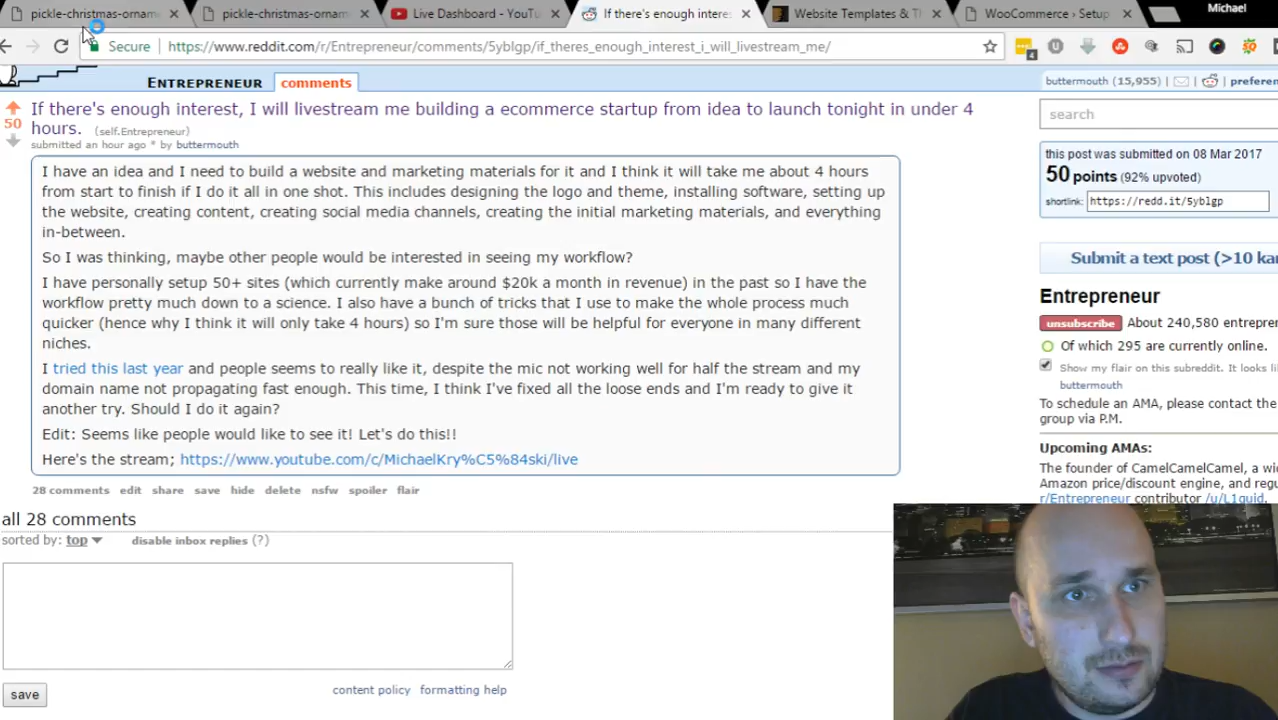 pickle-christmas-orname
pickle-christmas-ornam
Live Dashboard - YouTu
If there's enough intere
Website Templates & Th
WooCommerce › Setup
Michael
Secure
https://www.reddit.com/r/Entrepreneur/comments/5yblgp/if_theres_enough_interest_i_will_livestream_me/
4
ENTREPRENEUR
comments
buttermouth (15,955)
preferen
50
If there's enough interest, I will livestream me building a ecommerce startup from idea to launch tonight in under 4
hours. (self.Entrepreneur)
submitted an hour ago * by buttermouth
I have an idea and I need to build a website and marketing materials for it and I think it will take me about 4 hours
from start to finish if I do it all in one shot. This includes designing the logo and theme, installing software, setting up
the website, creating content, creating social media channels, creating the initial marketing materials, and everything
in-between.
So I was thinking, maybe other people would be interested in seeing my workflow?
I have personally setup 50+ sites (which currently make around $20k a month in revenue) in the past so I have the
workflow pretty much down to a science. I also have a bunch of tricks that I use to make the whole process much
quicker (hence why I think it will only take 4 hours) so I'm sure those will be helpful for everyone in many different
niches.
I tried this last year and people seems to really like it, despite the mic not working well for half the stream and my
domain name not propagating fast enough. This time, I think I've fixed all the loose ends and I'm ready to give it
another try. Should I do it again?
Edit: Seems like people would like to see it! Let's do this!!
Here's the stream; https://www.youtube.com/c/MichaelKry%C5%84ski/live
28 comments edit share save hide delete nsfw spoiler flair
all 28 comments
sorted by: top
disable inbox replies (?)
content policy formatting help
save
search
this post was submitted on 08 Mar 2017
50 points (92% upvoted)
shortlink: https://redd.it/5yblgp
Submit a text post (>10 kar
Entrepreneur
unsubscribe About 240,580 entrepren
Of which 295 are currently online.
Show my flair on this subreddit. It looks li
buttermouth
To schedule an AMA, please contact the
group via P.M.
Upcoming AMAs:
The founder of CamelCamelCamel, a wid
Amazon price/discount engine, and regu
r/Entrepreneur contributor /u/L1quid,